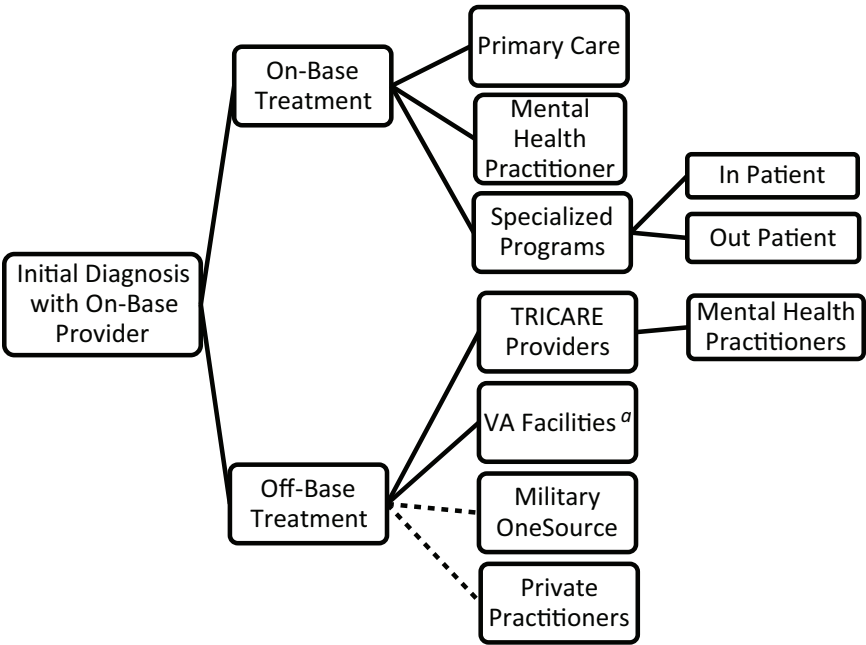 Initial Diagnosis
with On-Base
Provider
On-Base
Treatment
Primary Care
Mental
Health
Practitioner
Specialized
Programs
In Patient
Out Patient
Off-Base
Treatment
TRICARE
Providers
Mental Health
Practitioners
VA Facilities a
Military
OneSource
Private
Practitioners